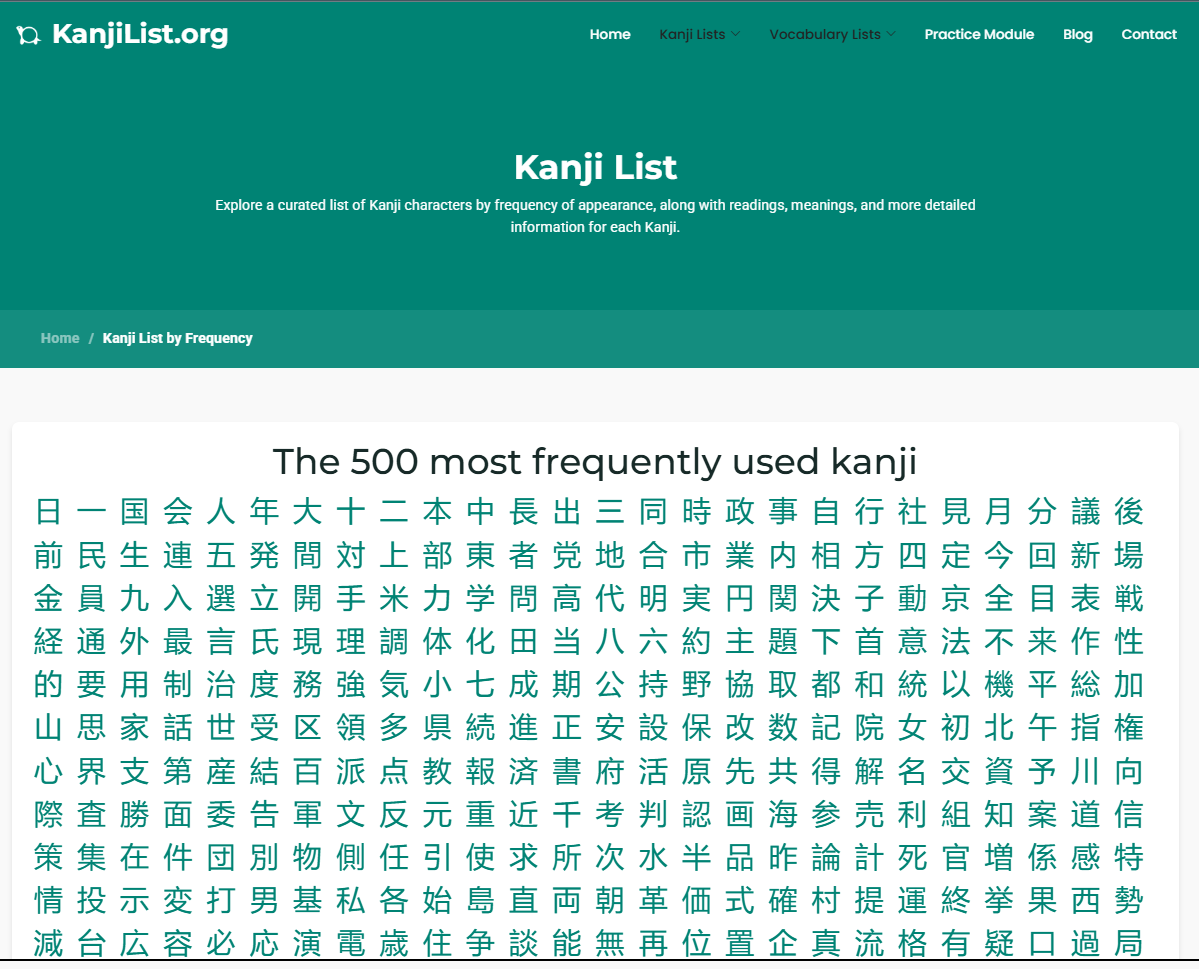 KanjiList.org Home Kanji Lists Vocabulary Lists Practice Module Blog Contact
Kanji List
Explore a curated list of Kanji characters by frequency of appearance, along with readings, meanings, and more detailed
information for each Kanji.
Home / Kanji List by Frequency
The 500 most frequently used kanji
日 一 国 会 人 年 大 十 二 本 中 長 出 三 同 時 政 事 自 行 社 見 月 分 議 後
前 民 生 連 五 発 間 対 上 部 東 者 党 地 合 市 業 内 相 方 四 定 今 回 新 場
金 員 九 入 選 立 開 手 米 力 学 問 高 代 明 実 円 関 決 子 動 京 全 目 表 戦
経 通 外 最 言 氏 現 理 調 体 化 田 当 八 六 約 主 題 下 首 意 法 不 来 作 性
的 要 用 制 治 度 務 強 気 小 七 成 期 公 持 野 協 取 都 和 統 以 機 平 総 加
山 思 家 話 世 受 区 領 多 県 続 進 正 安 設 保 改 数 記 院 女 初 北 午 指 権
心 界 支 第 産 結 百 派 点 教 報 済 書 府 活 原 先 共 得 解 名 交 資 予 川 向
際 査 勝 面 委 告 軍 文 反 元 重 近 千 考 判 認 画 海 参 売 利 組 知 案 道 信
策 集 在 件 団 別 物 側 任 引 使 求 所 次 水 半 品 昨 論 計 死 官 増 係 感 特
情 投 示 変 打 男 基 私 各 始 島 直 両 朝 革 価 式 確 村 提 運 終 挙 果 西 勢
減 台 広 容 必 応 演 電 歳 住 争 談 能 無 再 位 置 企 真 流 格 有 疑 口 過 局